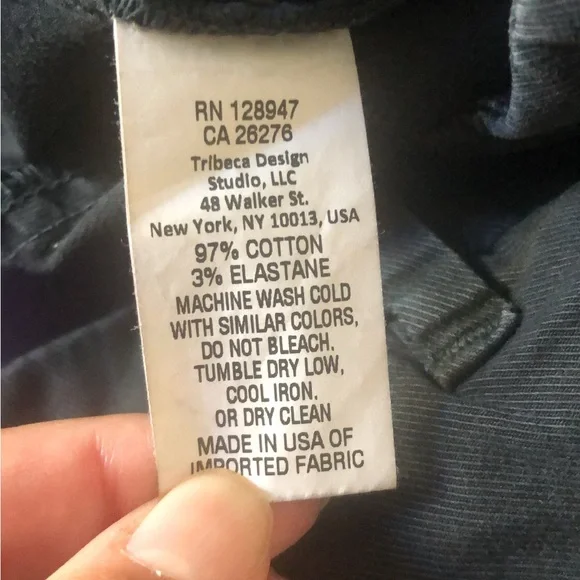 RN 128947
CA 26276
Tribeca Design
Studio, LLC
48 Walker St.
New York, NY 10013, USA
97% COTTON
3% ELASTANE
MACHINE WASH COLD
WITH SIMILAR COLORS,
DO NOT BLEACH.
TUMBLE DRY LOW,
COOL IRON.
OR DRY CLEAN
MADE IN USA OF
IMPORTED FABRIC